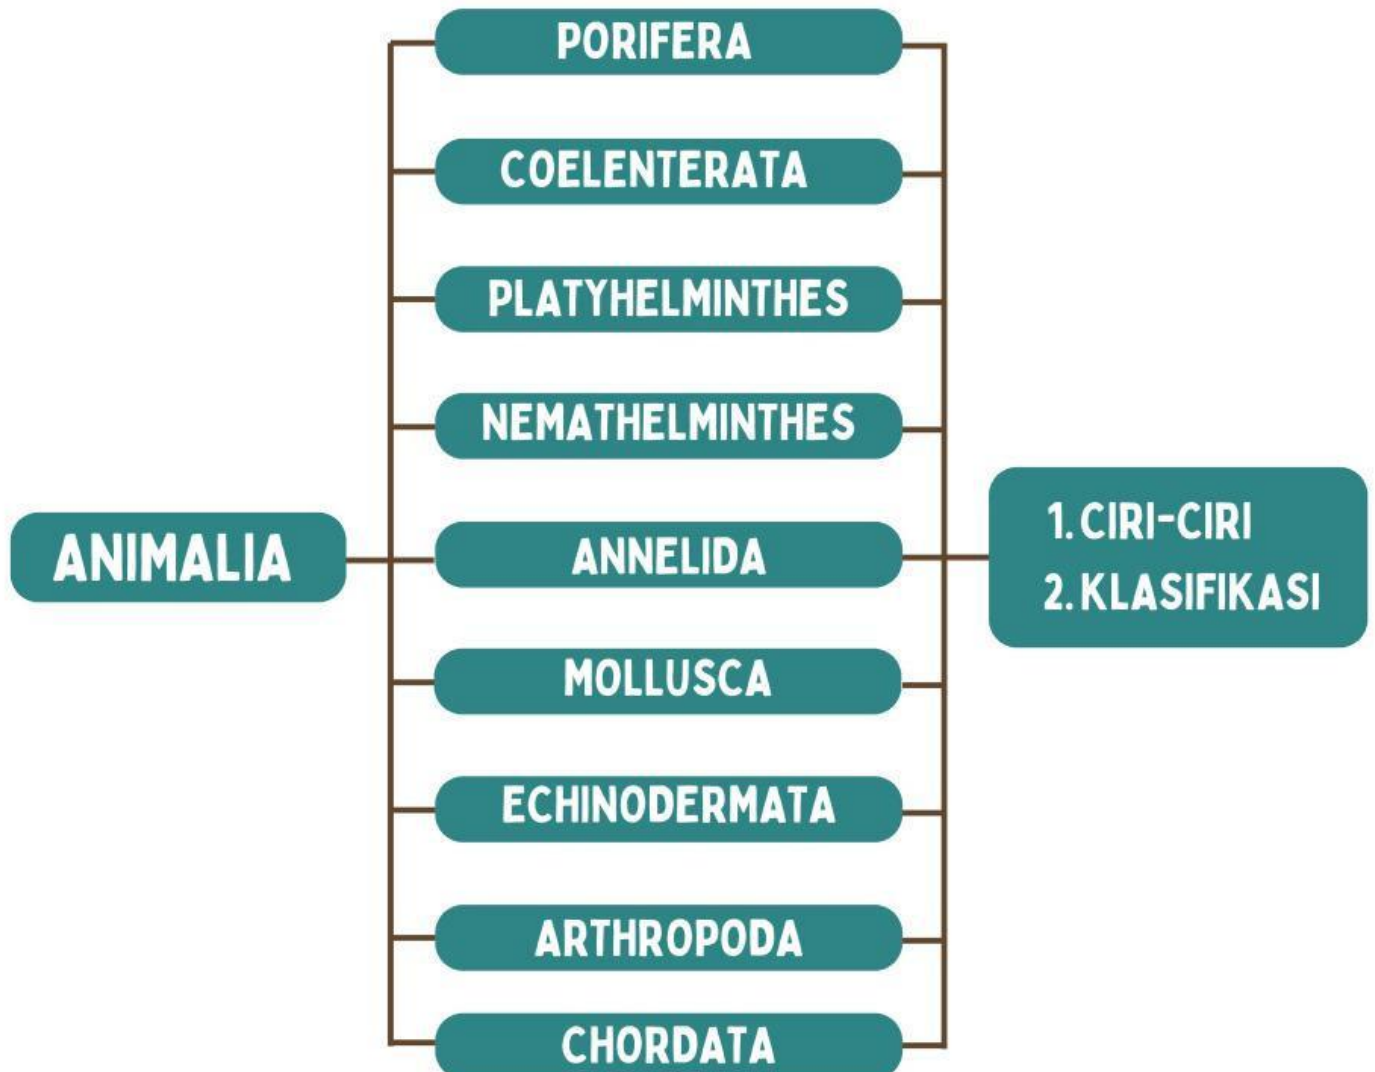 ANIMALIA
PORIFERA
COELENTERATA
PLATYHELMINTHES
NEMATHELMINTHES
ANNELIDA
MOLLUSCA
ECHINODERMATA
ARTHROPODA
CHORDATA
1. CIRI-CIRI
2. KLASIFIKASI